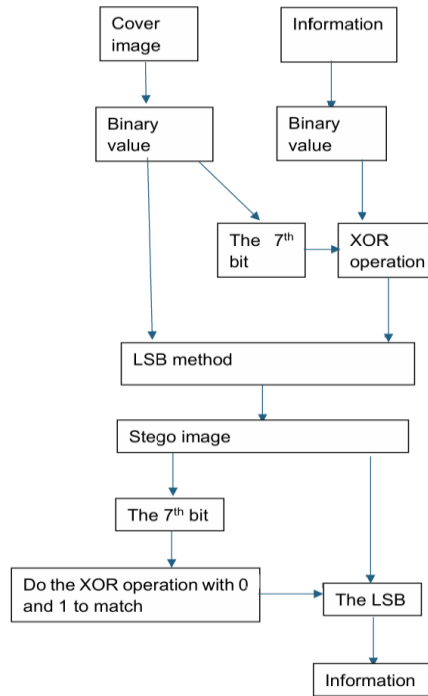 Cover
image
Information
Binary
value
Binary
value
The 7th
bit
XOR
operation
LSB method
Stego image
The 7th bit
Do the XOR operation with 0
and 1 to match
The LSB
Information